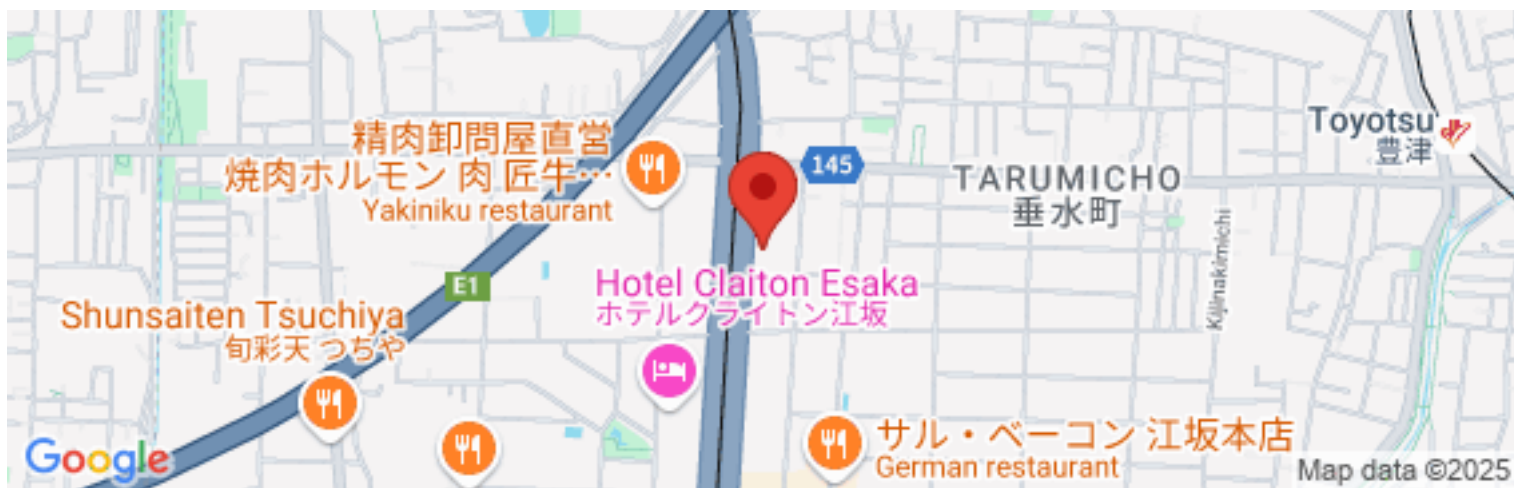 精肉卸問屋直営
焼肉ホルモン 肉 匠牛…
Yakiniku restaurant
145
TARUMICHO
垂水町
Toyotsu
豊津
Kijinakimichi
E1
Hotel Claiton Esaka
ホテルクライトン江坂
Shunsaiten Tsuchiya
旬彩天 つちや
サル・ベーコン 江坂本店
German restaurant
Google
Map data ©2025